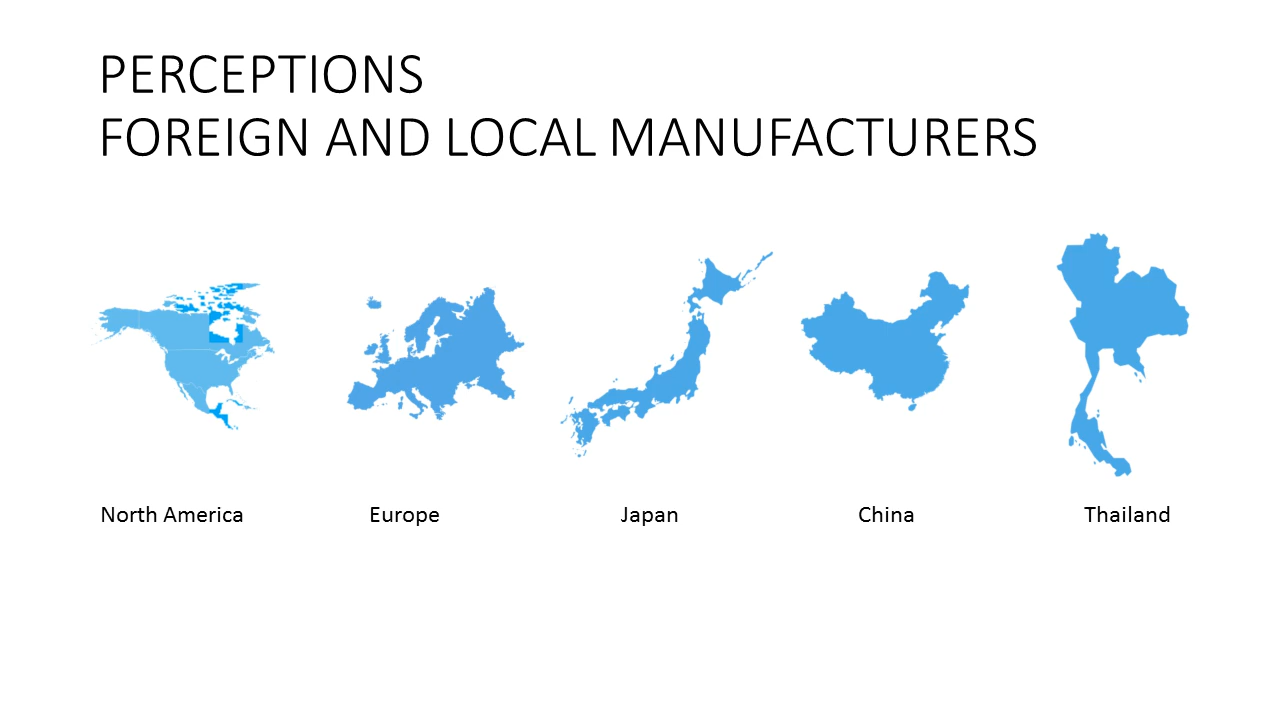 PERCEPTIONS
FOREIGN AND LOCAL MANUFACTURERS
North America
Europe
Japan
China
Thailand